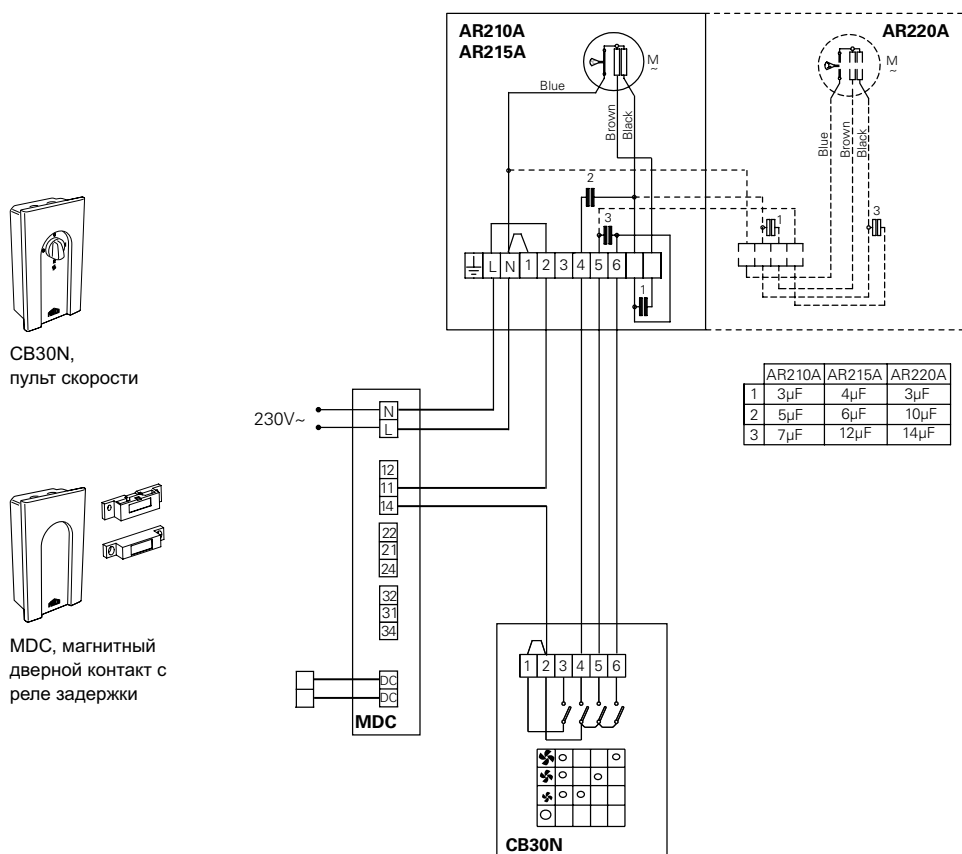 AR210A
AR215A
AR220A
M
~
M
~
Blue
Brown
Black
Blue
Brown
Black
2
3
1
3
L N 1 2 3 4 5 6
1
CB30N,
пульт скорости
AR210A AR215A AR220A
1 3µF 4µF 3µF
2 5µF 6µF 10µF
3 7µF 12µF 14µF
230V~
N
L
12
11
14
22
21
24
32
31
34
DC
DC
MDC
MDC, магнитный
дверной контакт с
реле задержки
1 2 3 4 5 6
CB30N